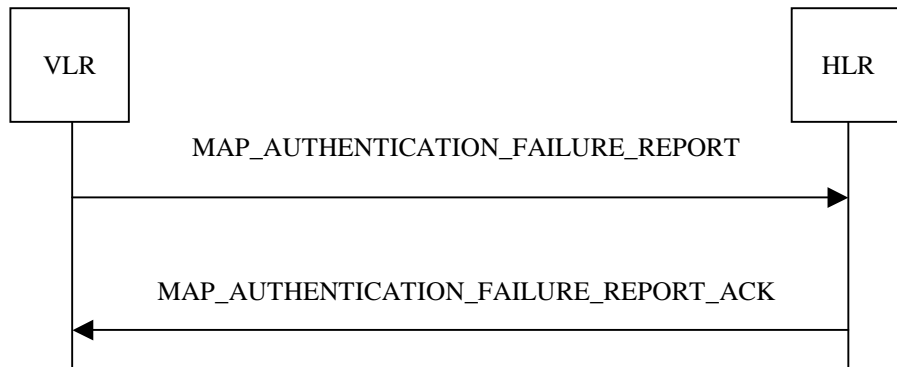 VLR
HLR
MAP_AUTHENTICATION_FAILURE_REPORT
MAP_AUTHENTICATION_FAILURE_REPORT_ACK